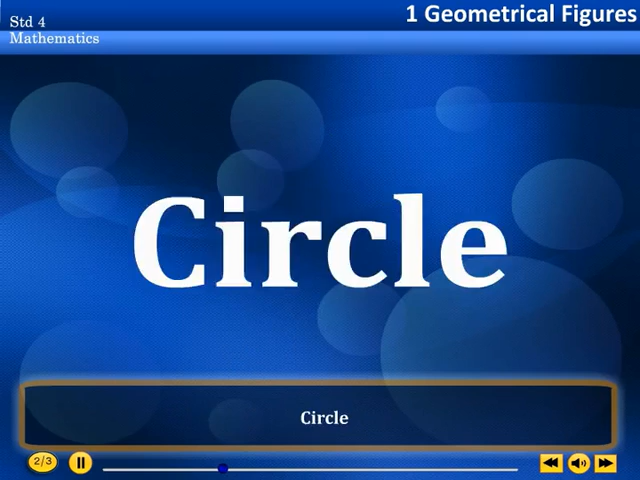 Std 4
Mathematics
1 Geometrical Figures
Circle
Circle
2/3